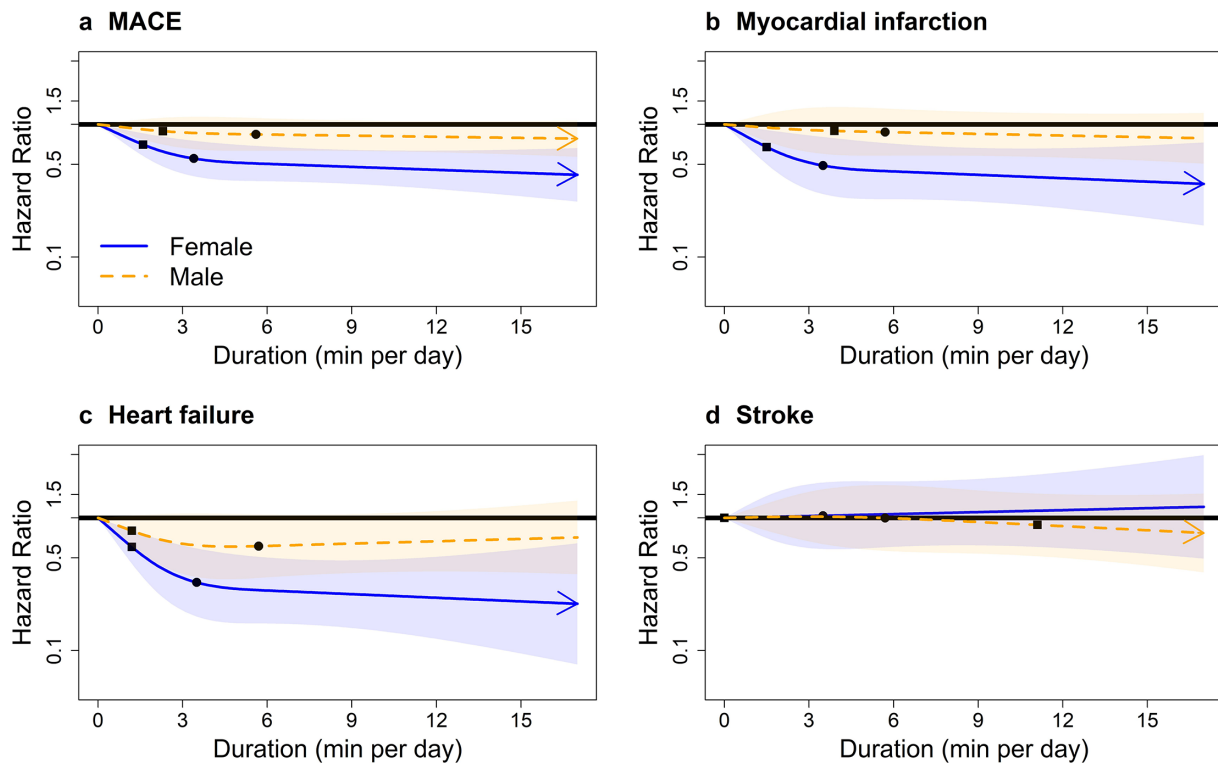 a MACE
Hazard Ratio
1.5
0.5
0.1
Female
Male
0 3 6 9 12 15
Duration (min per day)
b Myocardial infarction
Hazard Ratio
1.5
0.5
0.1
0 3 6 9 12 15
Duration (min per day)
c Heart failure
Hazard Ratio
1.5
0.5
0.1
0 3 6 9 12 15
Duration (min per day)
d Stroke
Hazard Ratio
1.5
0.5
0.1
0 3 6 9 12 15
Duration (min per day)